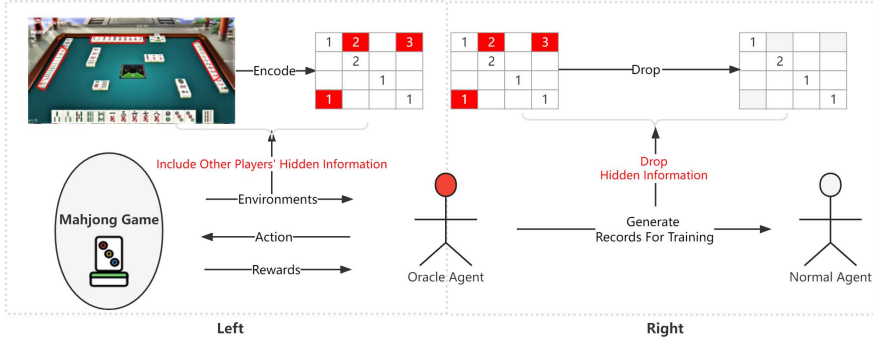 1 2 3
2
1
1 1
Encode
1 2 3
2
1
1 1
Drop
1
2
1
1
Include Other Players' Hidden Information
Environments
Mahjong Game
Action
Rewards
Oracle Agent
Drop
Hidden Information
Generate
Records For Training
Normal Agent
Left
Right